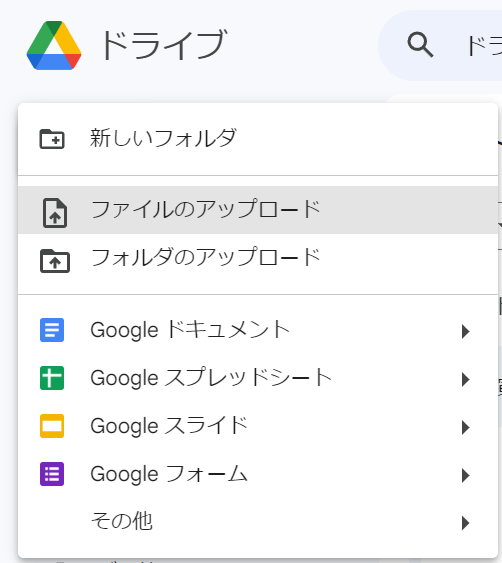 ドライブ
ドラ
新しいフォルダ
ファイルのアップロード
フォルダのアップロード
Google ドキュメント
Google スプレッドシート
Google スライド
Google フォーム
その他